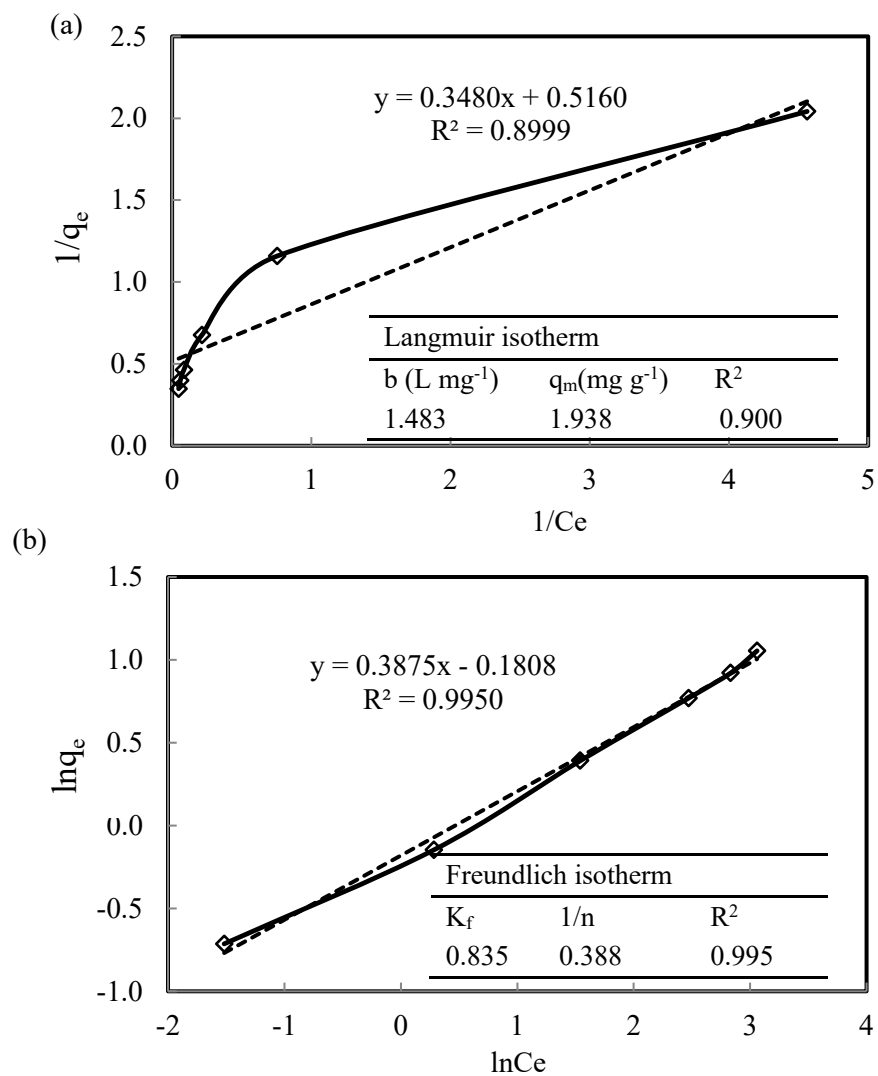 (a)
2.5
2.0
1.5
1.0
0.5
0.0
1/qₑ
y = 0.3480x + 0.5160
R² = 0.8999
Langmuir isotherm
b (L mg⁻¹) qₘ(mg g⁻¹) R²
1.483 1.938 0.900
0 1 2 3 4 5
1/Ce
(b)
1.5
1.0
0.5
0.0
-0.5
-1.0
lnqₑ
y = 0.3875x - 0.1808
R² = 0.9950
Freundlich isotherm
K_f 1/n R²
0.835 0.388 0.995
-2 -1 0 1 2 3 4
lnCe